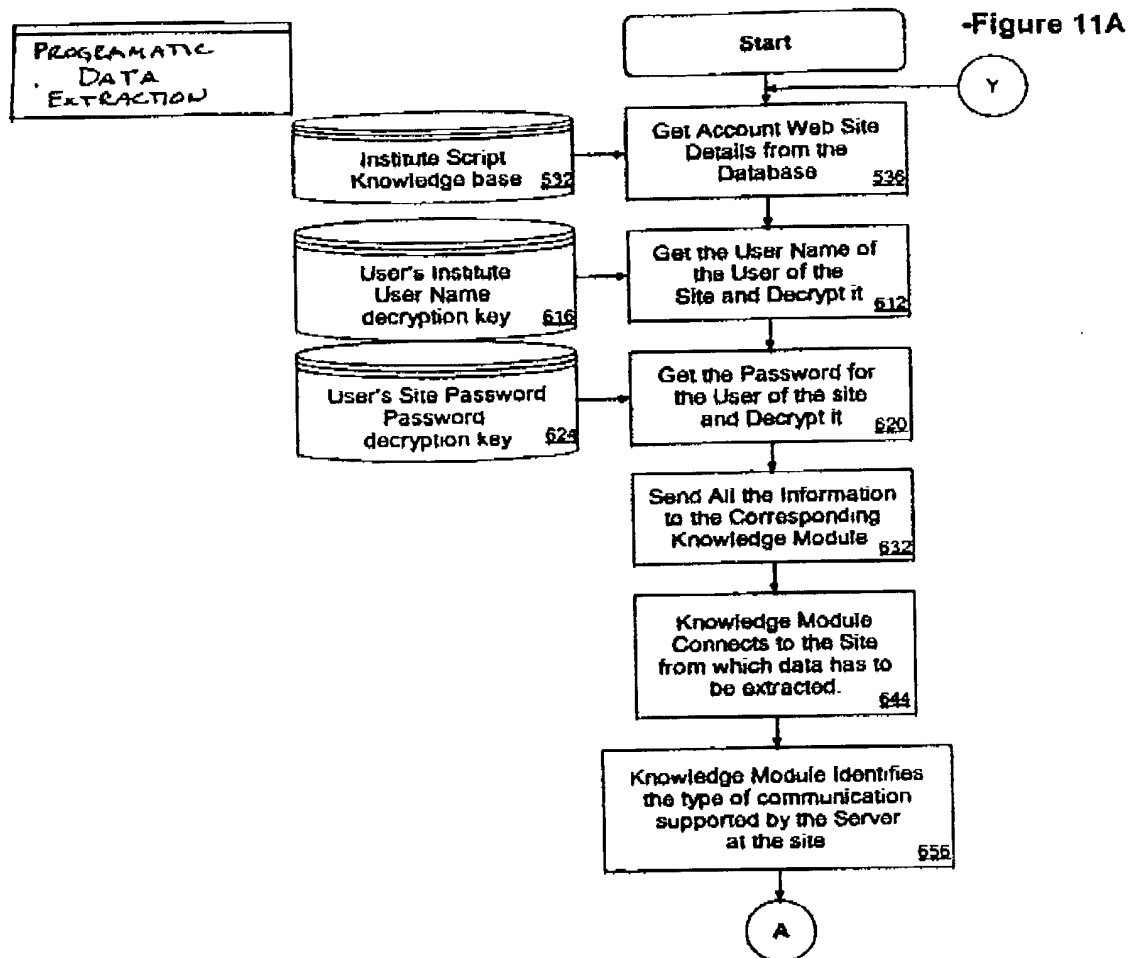 -Figure 11A
PROGRAMATIC
DATA
EXTRACTION
Start
Y
Institute Script
Knowledge base 532
Get Account Web Site
Details from the
Database 536
User's Institute
User Name
decryption key 616
Get the User Name of
the User of the
Site and Decrypt it 612
User's Site Password
Password
decryption key 624
Get the Password for
the User of the site
and Decrypt it 620
Send All the Information
to the Corresponding
Knowledge Module 632
Knowledge Module
Connects to the Site
from which data has to
be extracted. 644
Knowledge Module Identifies
the type of communication
supported by the Server
at the site 656
A